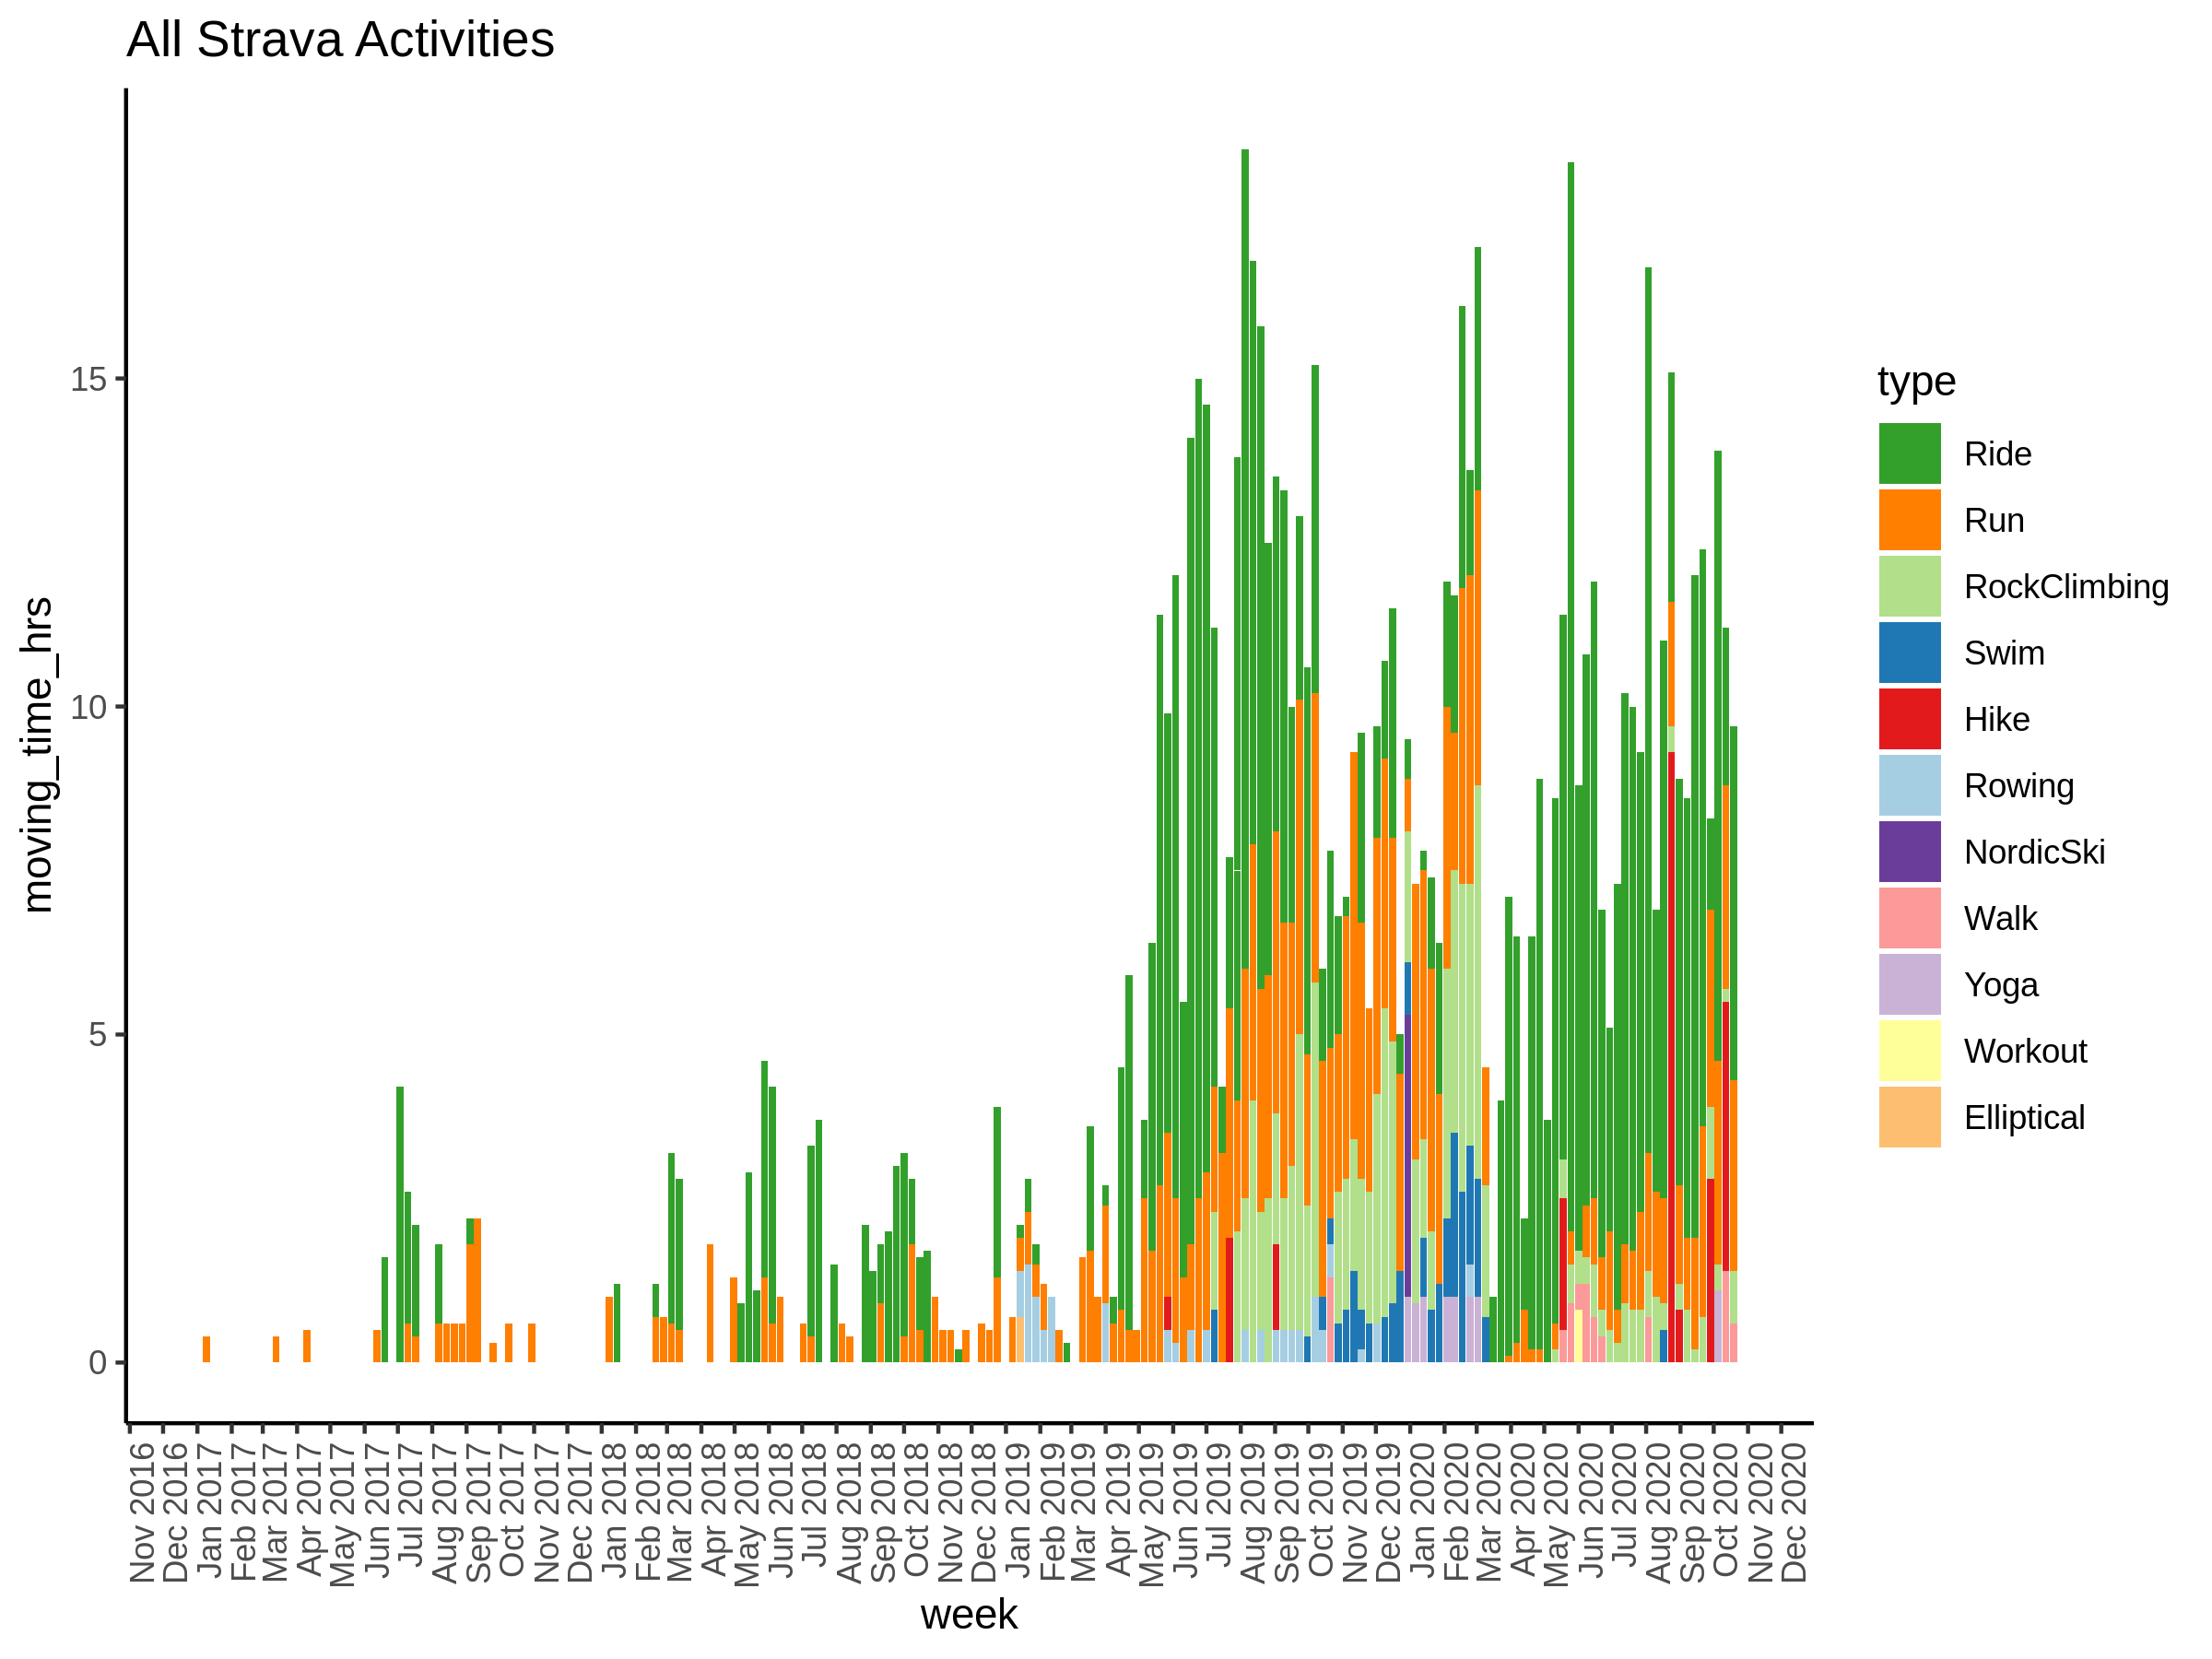 All Strava Activities
moving_time_hrs
15
10
5
0
Nov 2016
Dec 2016
Jan 2017
Feb 2017
Mar 2017
Apr 2017
May 2017
Jun 2017
Jul 2017
Aug 2017
Sep 2017
Oct 2017
Nov 2017
Dec 2017
Jan 2018
Feb 2018
Mar 2018
Apr 2018
May 2018
Jun 2018
Jul 2018
Aug 2018
Sep 2018
Oct 2018
Nov 2018
Dec 2018
Jan 2019
Feb 2019
Mar 2019
Apr 2019
May 2019
Jun 2019
Jul 2019
Aug 2019
Sep 2019
Oct 2019
Nov 2019
Dec 2019
Jan 2020
Feb 2020
Mar 2020
Apr 2020
May 2020
Jun 2020
Jul 2020
Aug 2020
Sep 2020
Oct 2020
Nov 2020
Dec 2020
week
type
Ride
Run
RockClimbing
Swim
Hike
Rowing
NordicSki
Walk
Yoga
Workout
Elliptical